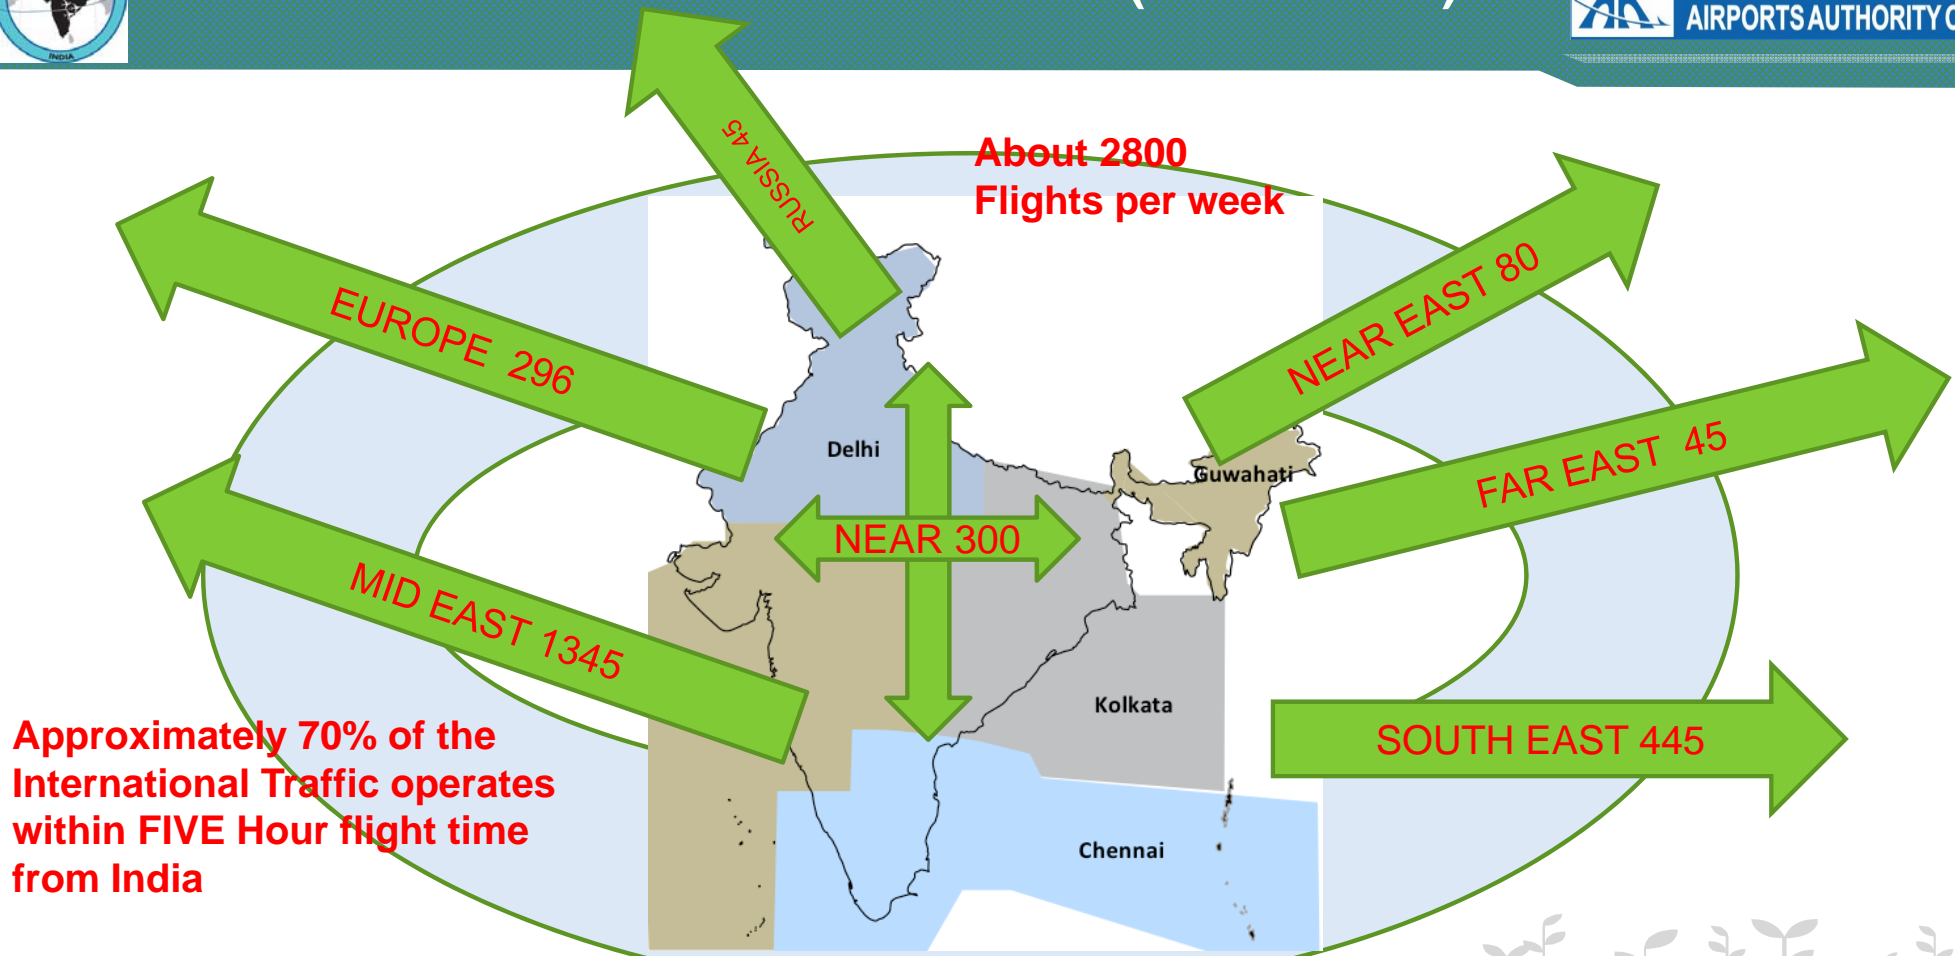 INDIA
AIRPORTS AUTHORITY
RUSSIA 45
About 2800
Flights per week
EUROPE 296
NEAR EAST 80
FAR EAST 45
Delhi
Guwahati
NEAR 300
MID EAST 1345
Kolkata
SOUTH EAST 445
Approximately 70% of the
International Traffic operates
within FIVE Hour flight time
from India
Chennai